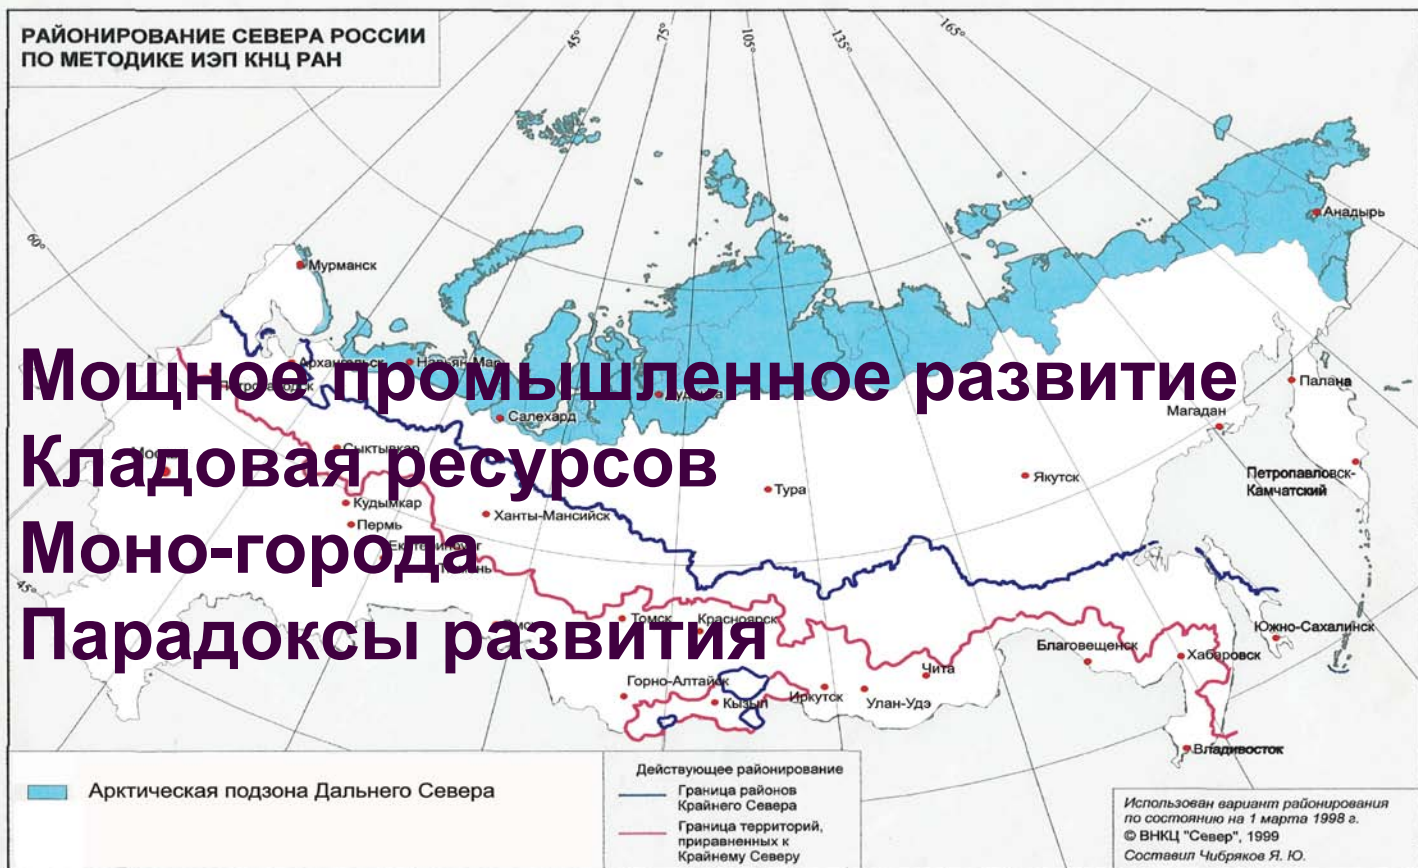 РАЙОНИРОВАНИЕ СЕВЕРА РОССИИ
ПО МЕТОДИКЕ ИЭП КНЦ РАН
45°
75°
105°
135°
165°
60°
Анадырь
Мурманск
Архангельск
Нарьян-Мар
Мощное промышленное развитие
Палана
Салехард
Магадан
Сыктывкар
Кладовая ресурсов
Якутск
Петропавловск-
Камчатский
Тура
Кудымкар
Ханты-Мансийск
Пермь
Екатеринбург
Моно-города
45°
Томск
Красноярск
Южно-Сахалинск
Парадоксы развития
Благовещенск
Хабаровск
Чита
Горно-Алтайск
Иркутск
Кызыл
Улан-Удэ
Владивосток
Арктическая подзона Дальнего Севера
Действующее районирование
Граница районов
Крайнего Севера
Граница территорий,
приравненных к
Крайнему Северу
Использован вариант районирования
по состоянию на 1 марта 1998 г.
© ВНКЦ "Север", 1999
Составил Чибряков Я. Ю.